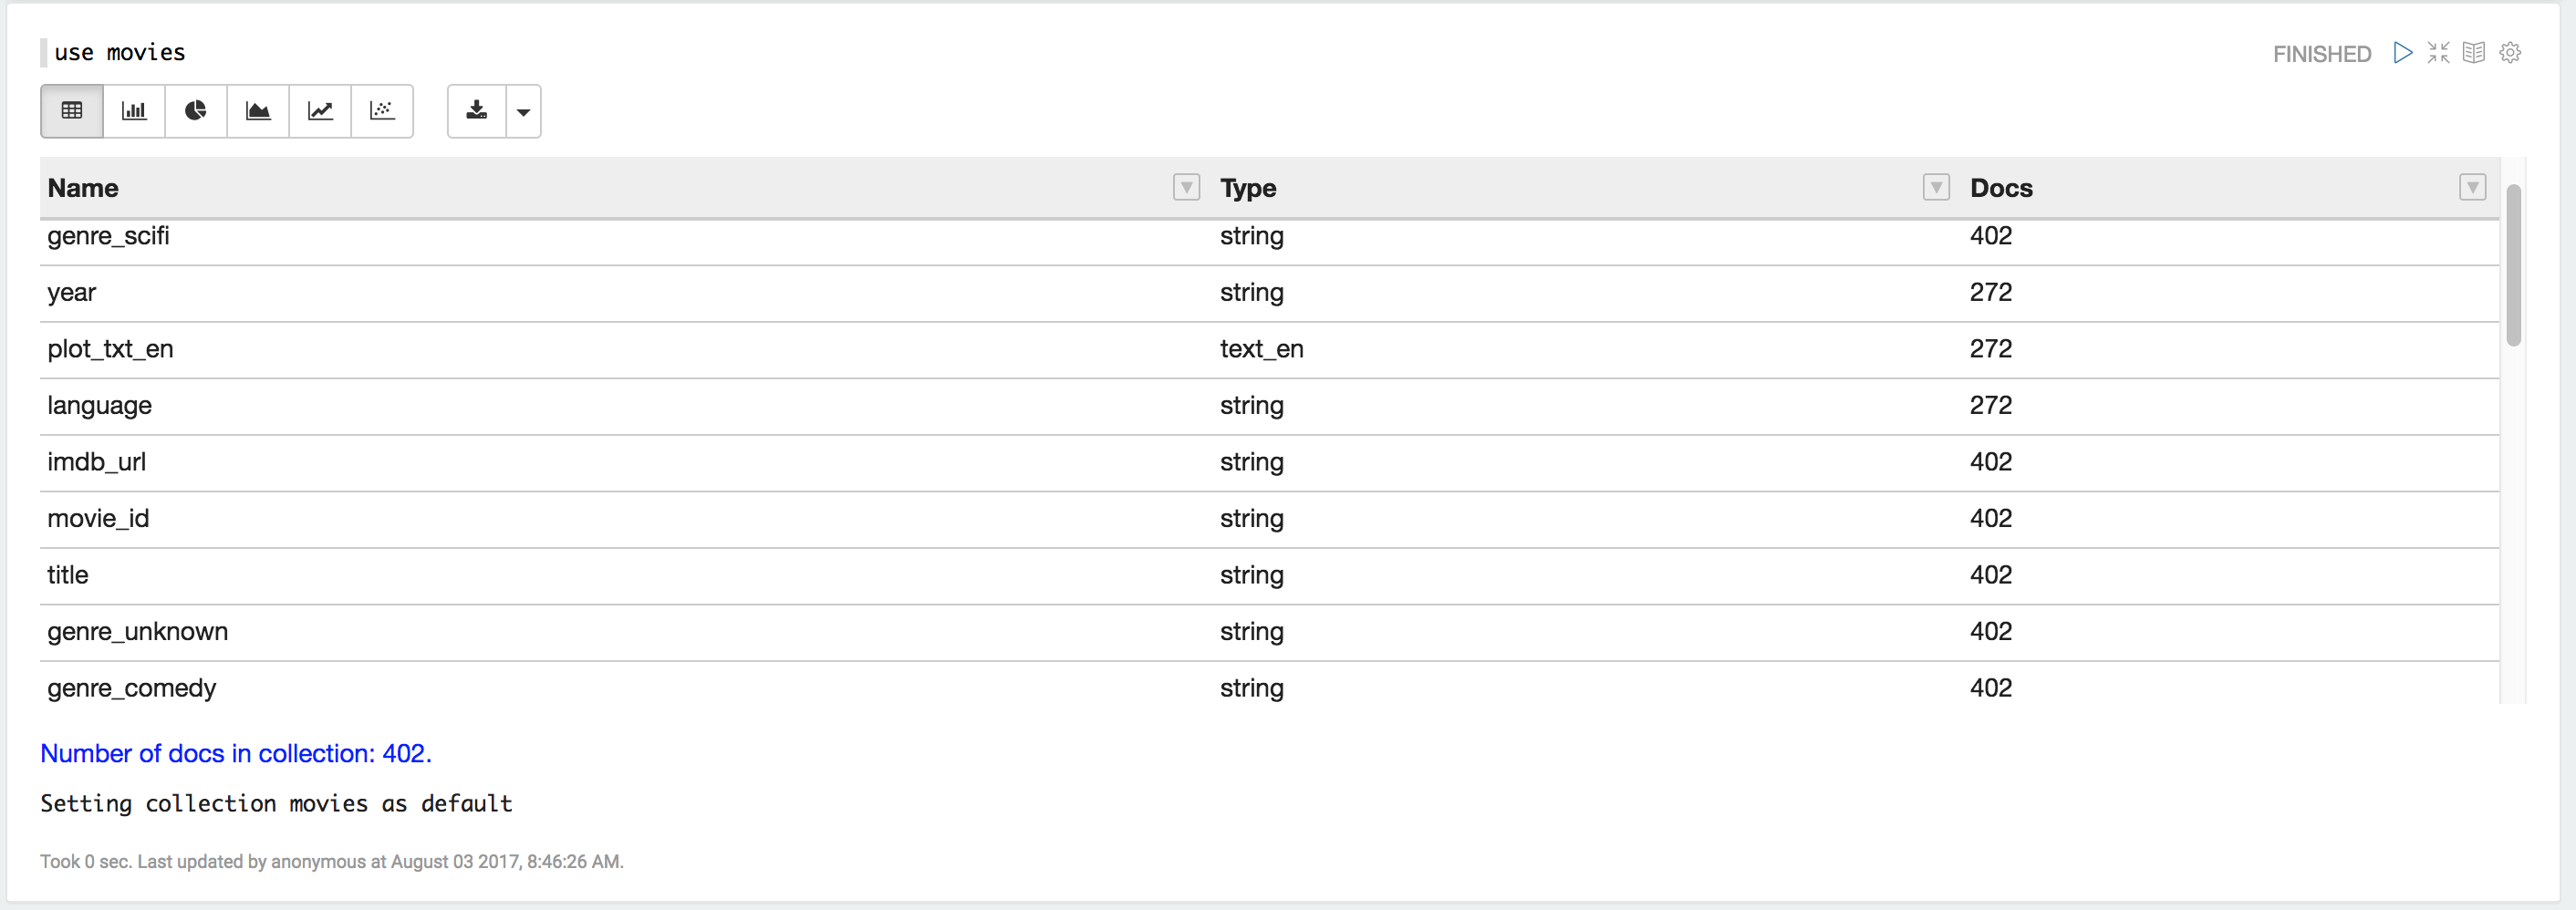 use movies
FINISHED
Name Type Docs
genre_scifi string 402
year string 272
plot_txt_en text_en 272
language string 272
imdb_url string 402
movie_id string 402
title string 402
genre_unknown string 402
genre_comedy string 402
Number of docs in collection: 402.
Setting collection movies as default
Took 0 sec. Last updated by anonymous at August 03 2017, 8:46:26 AM.